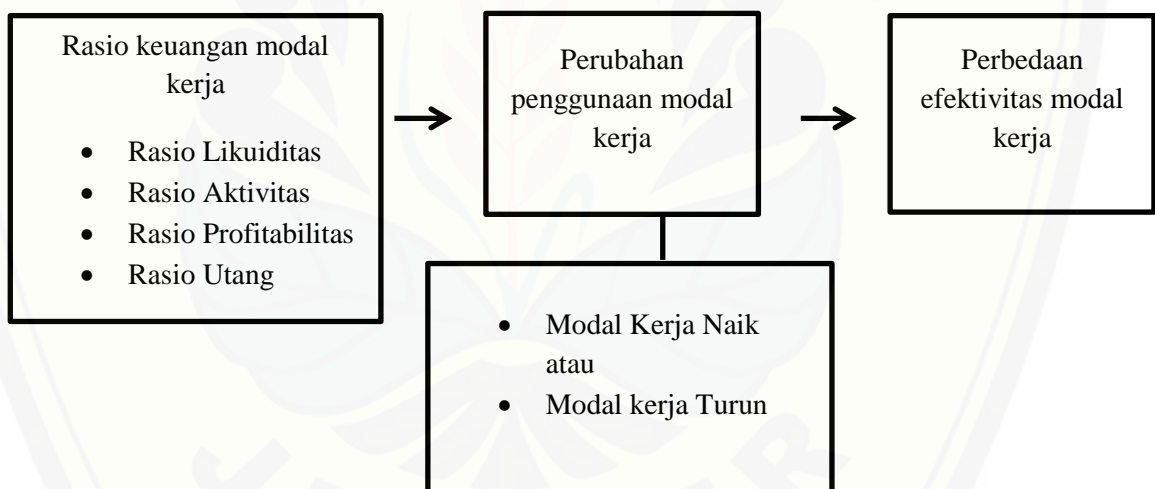 Rasio keuangan modal
kerja
• Rasio Likuiditas
• Rasio Aktivitas
• Rasio Profitabilitas
• Rasio Utang
Perubahan
penggunaan modal
kerja
• Modal Kerja Naik
atau
• Modal kerja Turun
Perbedaan
efektivitas modal
kerja